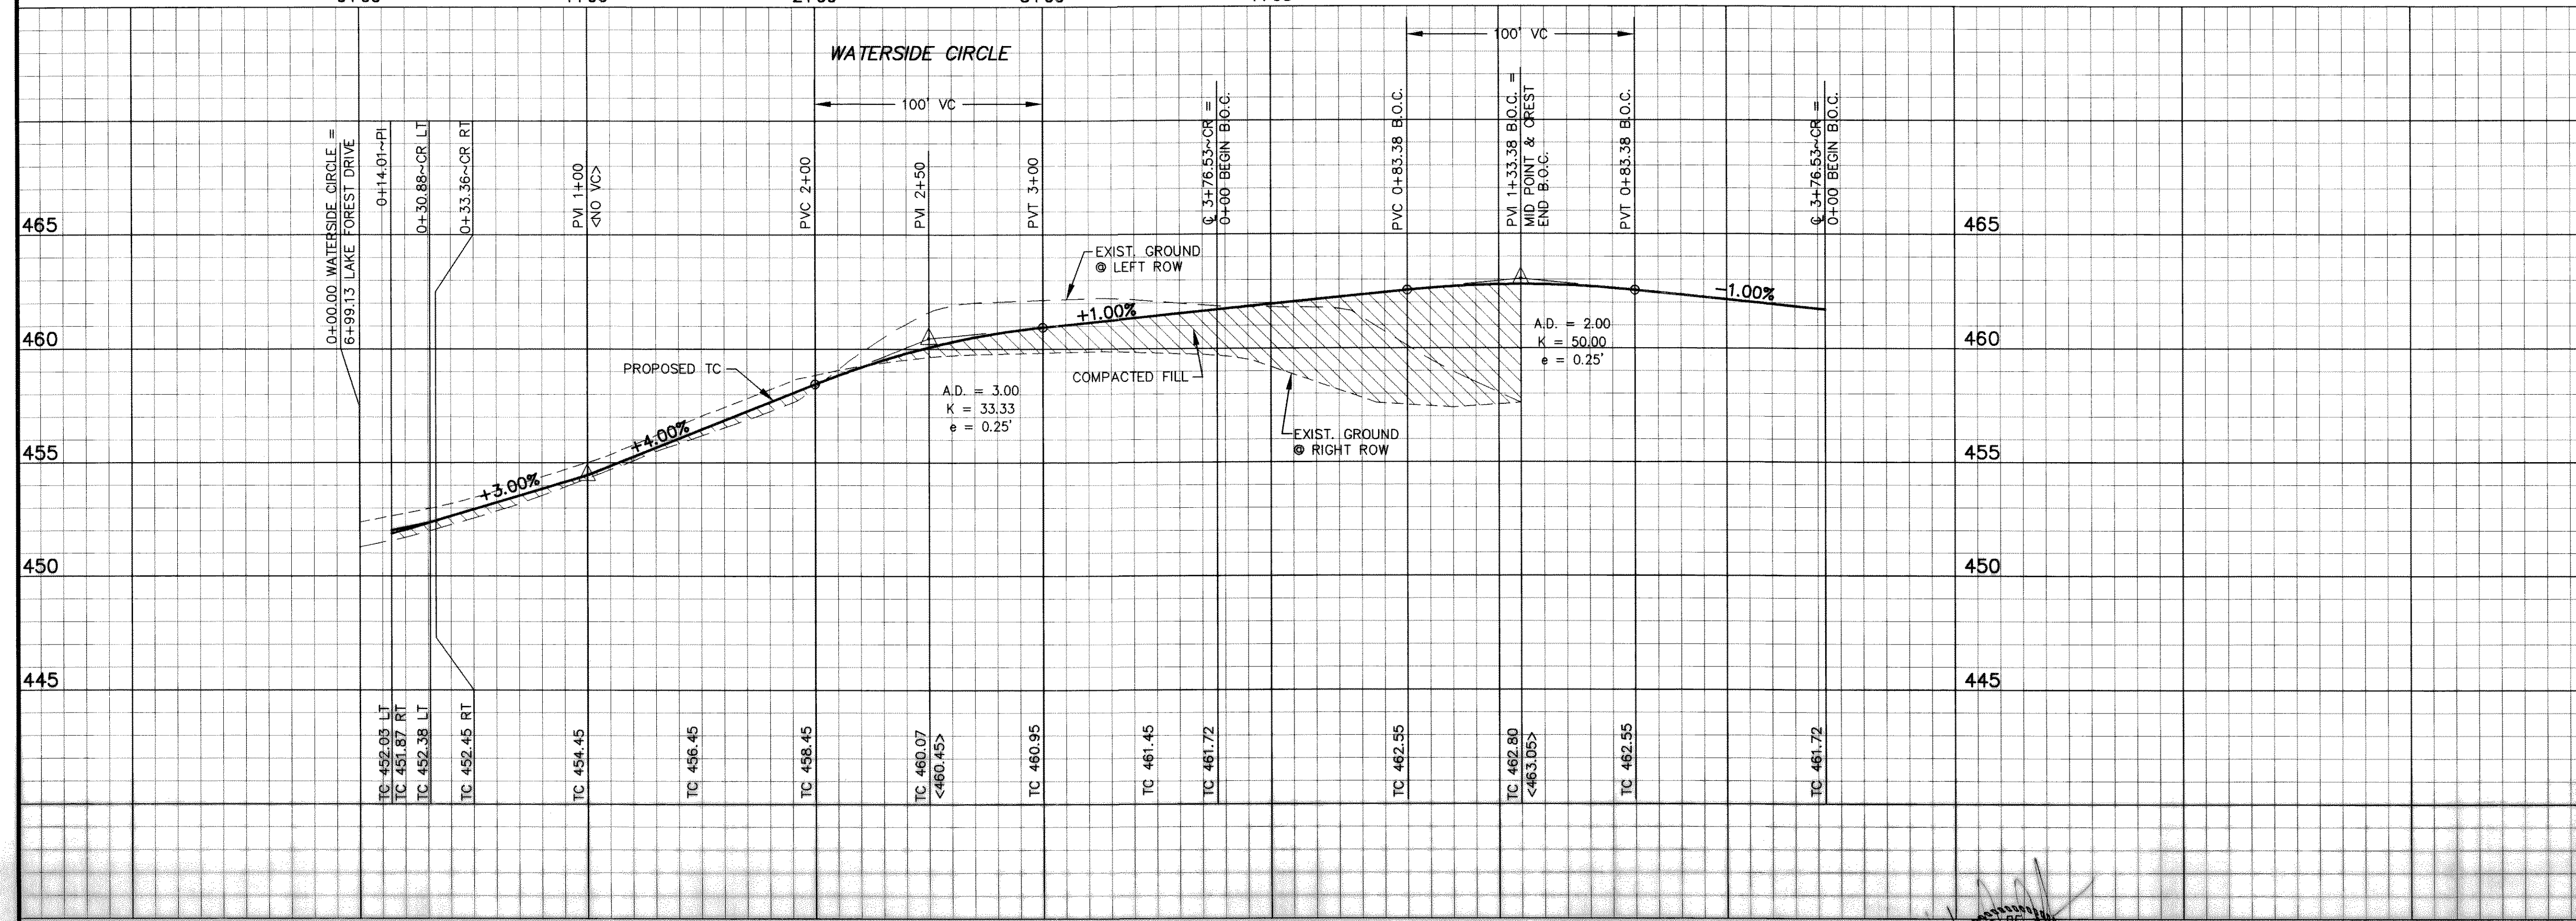 WATERSIDE CIRCLE
100' VC
100' VC
0+00.00 WATERSIDE CIRCLE =
6+99.13 LAKE FOREST DRIVE
0+14.01~PI
0+30.88~CR LT
0+33.36~CR RT
PVI 1+00
<NO VC>
PVC 2+00
PVI 2+50
PVT 3+00
℄ 3+76.53~CR =
0+00 BEGIN B.O.C.
PVC 0+83.38 B.O.C.
PVI 1+33.38 B.O.C. =
MID POINT & CREST
END B.O.C.
PVT 0+83.38 B.O.C.
℄ 3+76.53~CR =
0+00 BEGIN B.O.C.
465
465
EXIST. GROUND
@ LEFT ROW
+1.00%
-1.00%
460
460
PROPOSED TC
COMPACTED FILL
A.D. = 3.00
K = 33.33
e = 0.25'
A.D. = 2.00
K = 50.00
e = 0.25'
+4.00%
EXIST. GROUND
@ RIGHT ROW
455
455
+3.00%
450
450
445
445
TC 452.03 LT
TC 451.87 RT
TC 452.38 LT
TC 452.45 RT
TC 454.45
TC 456.45
TC 458.45
TC 460.07
<460.45>
TC 460.95
TC 461.45
TC 461.72
TC 462.55
TC 462.80
<463.05>
TC 462.55
TC 461.72